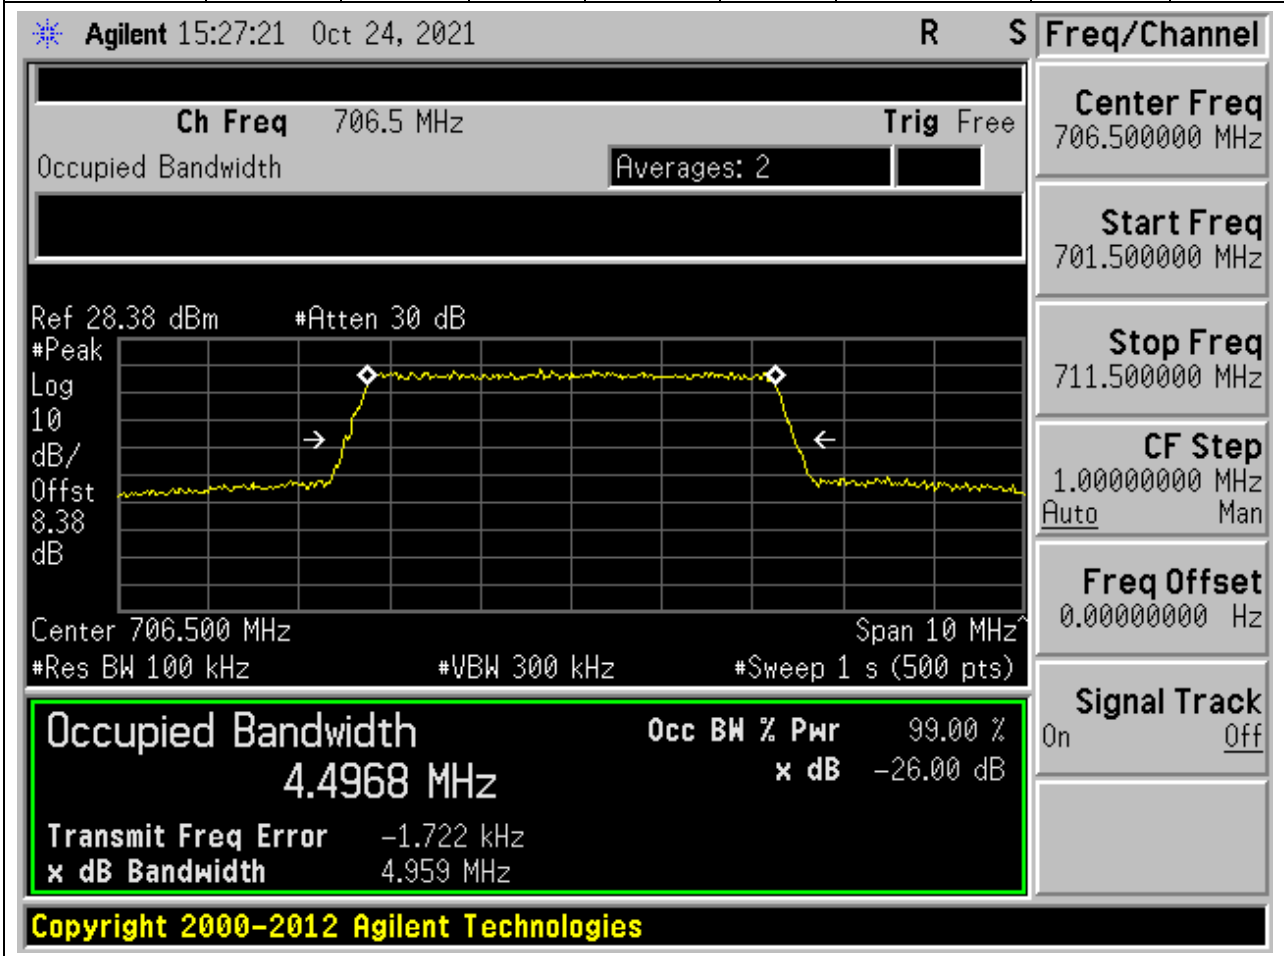 Agilent 15:27:21 Oct 24, 2021 R S
Freq/Channel
Ch Freq 706.5 MHz Trig Free
Occupied Bandwidth Averages: 2
Ref 28.38 dBm #Atten 30 dB
#Peak
Log
10
dB/
Offst
8.38
dB
Center 706.500 MHz Span 10 MHz^
#Res BW 100 kHz #VBW 300 kHz #Sweep 1 s (500 pts)
Occupied Bandwidth Occ BW % Pwr 99.00 %
4.4968 MHz x dB -26.00 dB
Transmit Freq Error -1.722 kHz
x dB Bandwidth 4.959 MHz
Copyright 2000-2012 Agilent Technologies
Center Freq
706.500000 MHz
Start Freq
701.500000 MHz
Stop Freq
711.500000 MHz
CF Step
1.00000000 MHz
Auto Man
Freq Offset
0.00000000 Hz
Signal Track
On Off